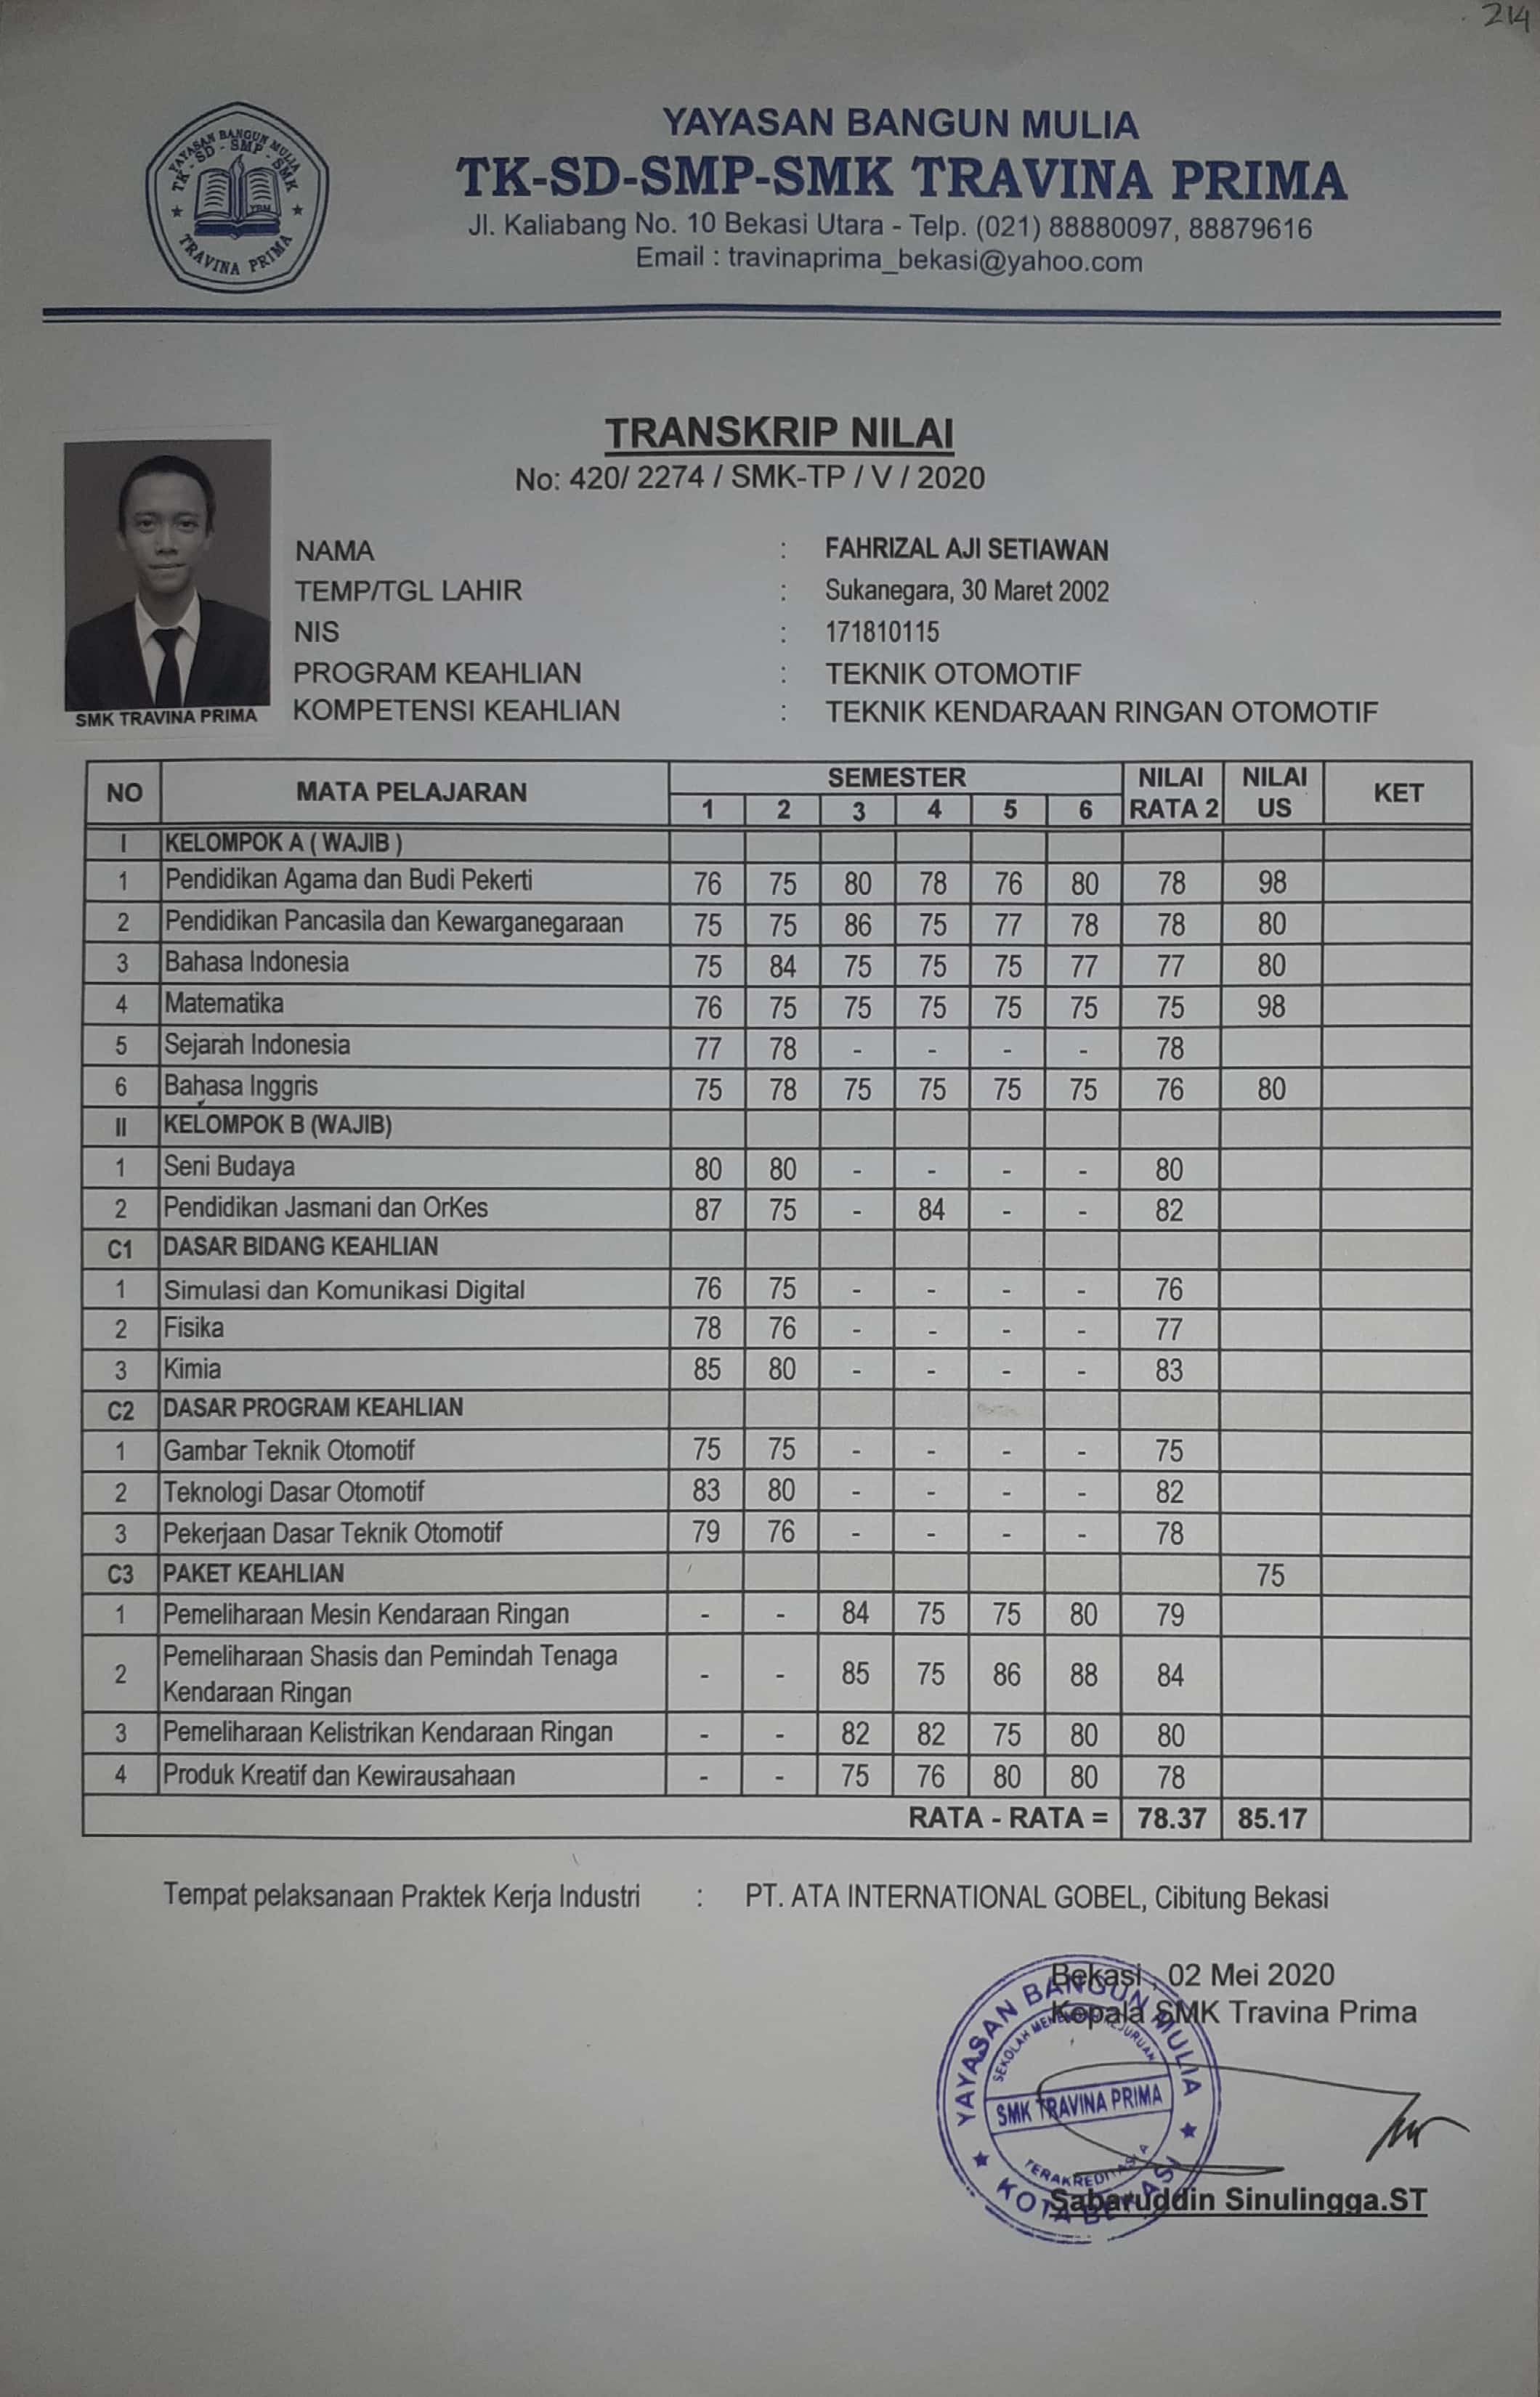 214
YAYASAN BANGUN MULIA
TK - SD - SMP - SMK
YBM
TRAVINA PRIMA
YAYASAN BANGUN MULIA
TK-SD-SMP-SMK TRAVINA PRIMA
Jl. Kaliabang No. 10 Bekasi Utara - Telp. (021) 88880097, 88879616
Email : travinaprima_bekasi@yahoo.com
TRANSKRIP NILAI
No: 420/ 2274 / SMK-TP / V / 2020
SMK TRAVINA PRIMA
NAMA : FAHRIZAL AJI SETIAWAN
TEMP/TGL LAHIR : Sukanegara, 30 Maret 2002
NIS : 171810115
PROGRAM KEAHLIAN : TEKNIK OTOMOTIF
KOMPETENSI KEAHLIAN : TEKNIK KENDARAAN RINGAN OTOMOTIF
NO MATA PELAJARAN SEMESTER NILAI RATA 2 NILAI US KET
1 2 3 4 5 6
I KELOMPOK A ( WAJIB )
1 Pendidikan Agama dan Budi Pekerti 76 75 80 78 76 80 78 98
2 Pendidikan Pancasila dan Kewarganegaraan 75 75 86 75 77 78 78 80
3 Bahasa Indonesia 75 84 75 75 75 77 77 80
4 Matematika 76 75 75 75 75 75 75 98
5 Sejarah Indonesia 77 78 - - - - 78
6 Bahasa Inggris 75 78 75 75 75 75 76 80
II KELOMPOK B (WAJIB)
1 Seni Budaya 80 80 - - - - 80
2 Pendidikan Jasmani dan OrKes 87 75 - 84 - - 82
C1 DASAR BIDANG KEAHLIAN
1 Simulasi dan Komunikasi Digital 76 75 - - - - 76
2 Fisika 78 76 - - - - 77
3 Kimia 85 80 - - - - 83
C2 DASAR PROGRAM KEAHLIAN
1 Gambar Teknik Otomotif 75 75 - - - - 75
2 Teknologi Dasar Otomotif 83 80 - - - - 82
3 Pekerjaan Dasar Teknik Otomotif 79 76 - - - - 78
C3 PAKET KEAHLIAN 75
1 Pemeliharaan Mesin Kendaraan Ringan - - 84 75 75 80 79
2 Pemeliharaan Shasis dan Pemindah Tenaga
Kendaraan Ringan - - 85 75 86 88 84
3 Pemeliharaan Kelistrikan Kendaraan Ringan - - 82 82 75 80 80
4 Produk Kreatif dan Kewirausahaan - - 75 76 80 80 78
RATA - RATA = 78.37 85.17
Tempat pelaksanaan Praktek Kerja Industri : PT. ATA INTERNATIONAL GOBEL, Cibitung Bekasi
Bekasi , 02 Mei 2020
Kepala SMK Travina Prima
YAYASAN BANGUN MULIA
SEKOLAH MENENGAH KEJURUAN
SMK TRAVINA PRIMA
TERAKREDITASI A
KOTA BEKASI
Sabaruddin Sinulingga.ST